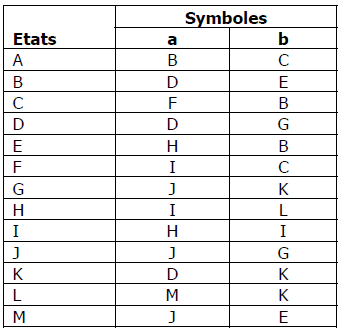 Symboles
Etats a b
A B C
B D E
C F B
D D G
E H B
F I C
G J K
H I L
I H I
J J G
K D K
L M K
M J E